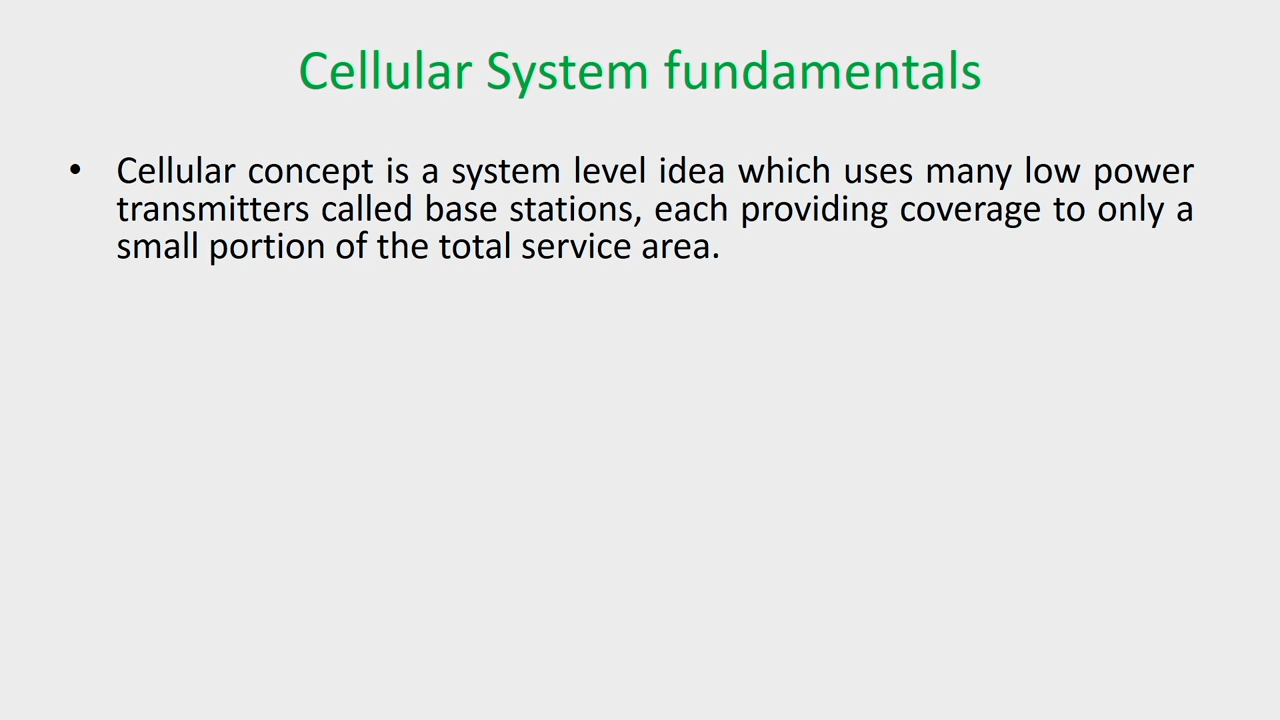 Cellular System fundamentals
• Cellular concept is a system level idea which uses many low power
transmitters called base stations, each providing coverage to only a
small portion of the total service area.